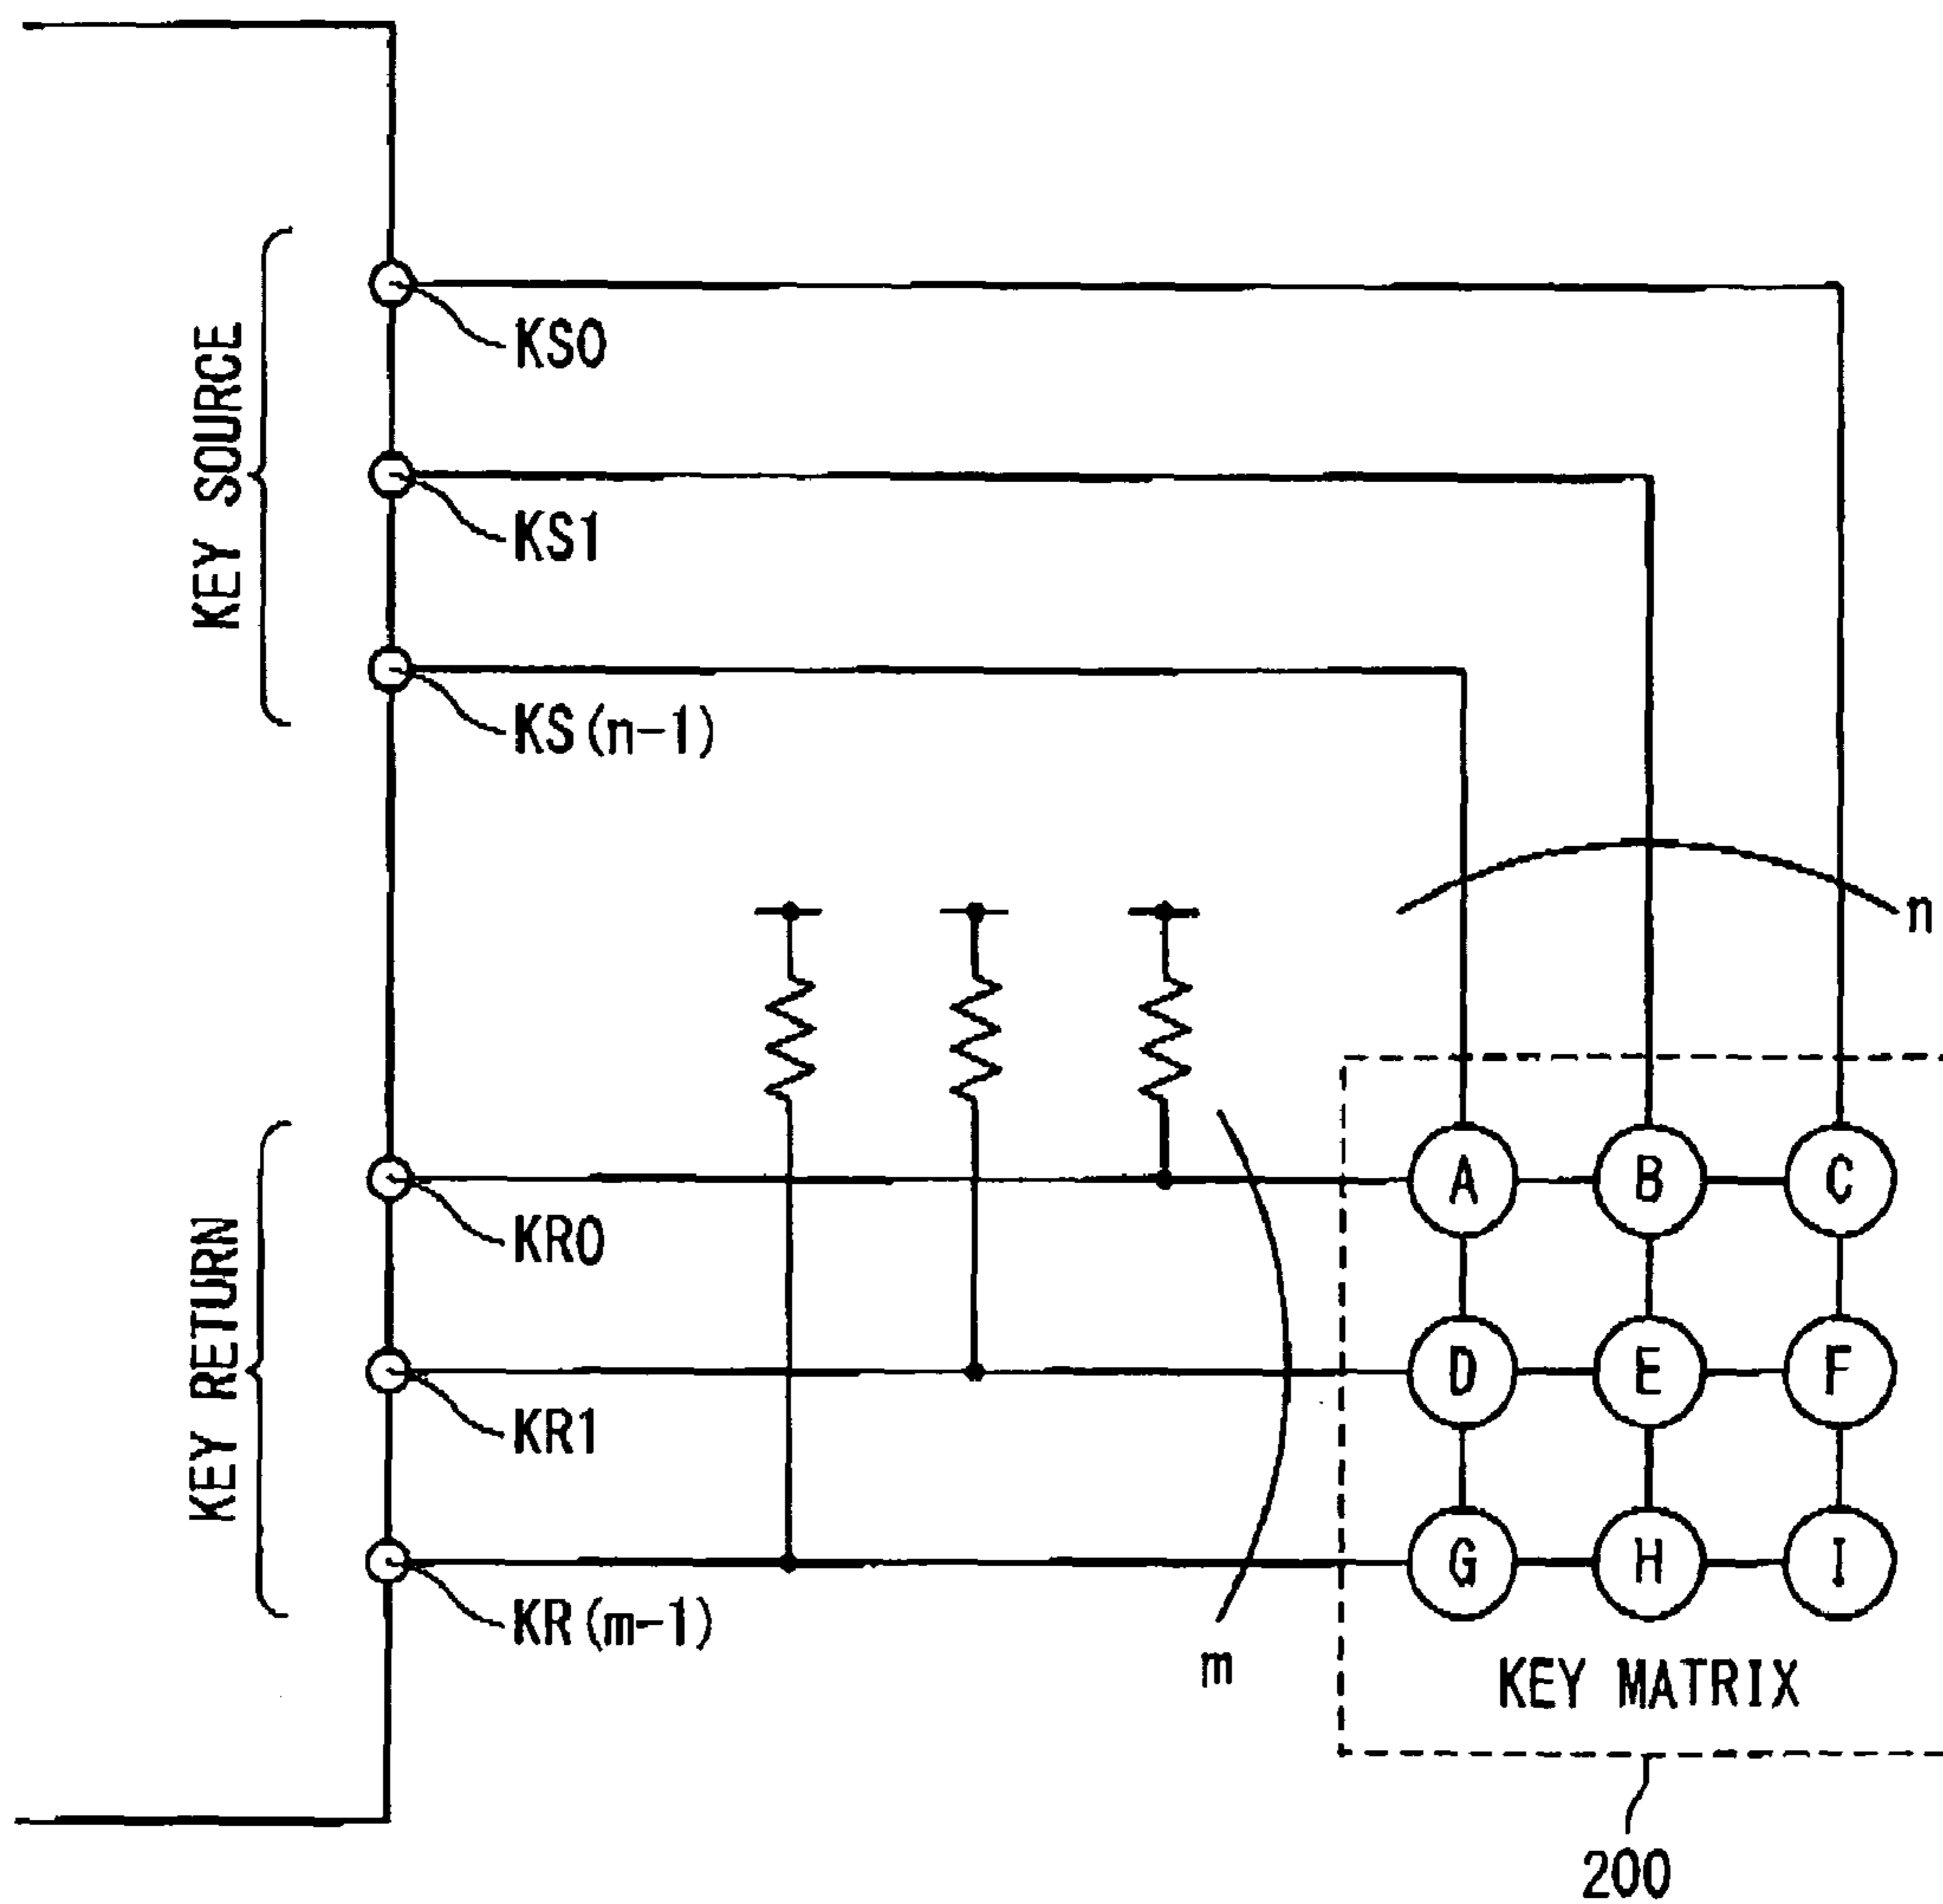 KEY SOURCE
KS0
KS1
KS(n-1)
n
KEY RETURN
KR0
KR1
KR(m-1)
m
A B C
D E F
G H I
KEY MATRIX
200